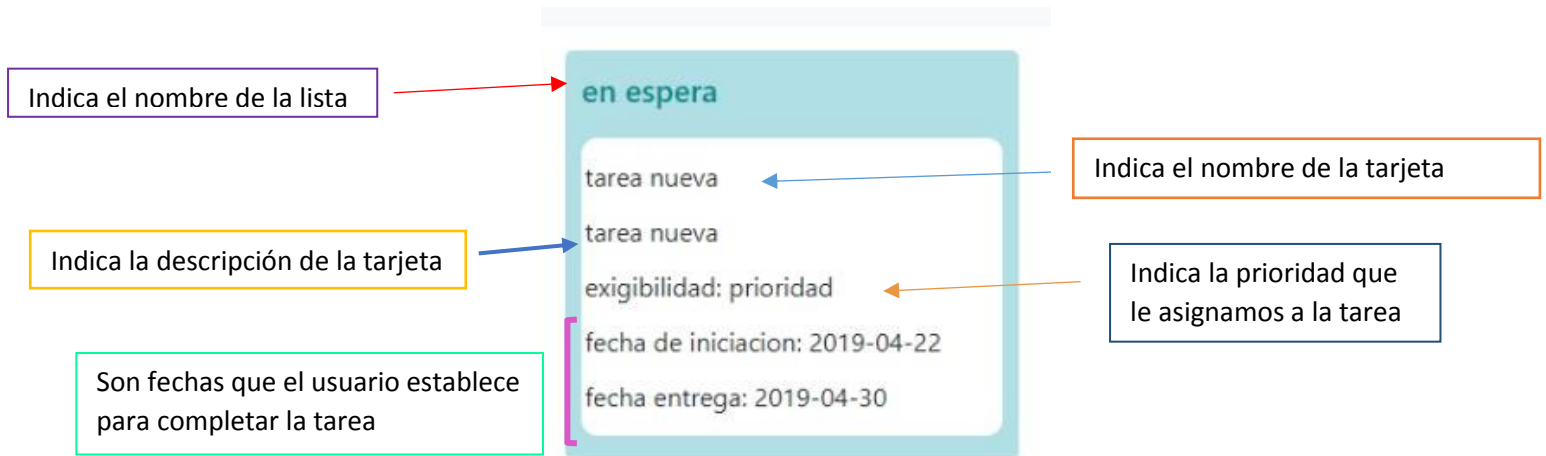 Indica el nombre de la lista
en espera
tarea nueva
Indica el nombre de la tarjeta
tarea nueva
Indica la descripción de la tarjeta
exigibilidad: prioridad
Indica la prioridad que
le asignamos a la tarea
fecha de iniciacion: 2019-04-22
fecha entrega: 2019-04-30
Son fechas que el usuario establece
para completar la tarea